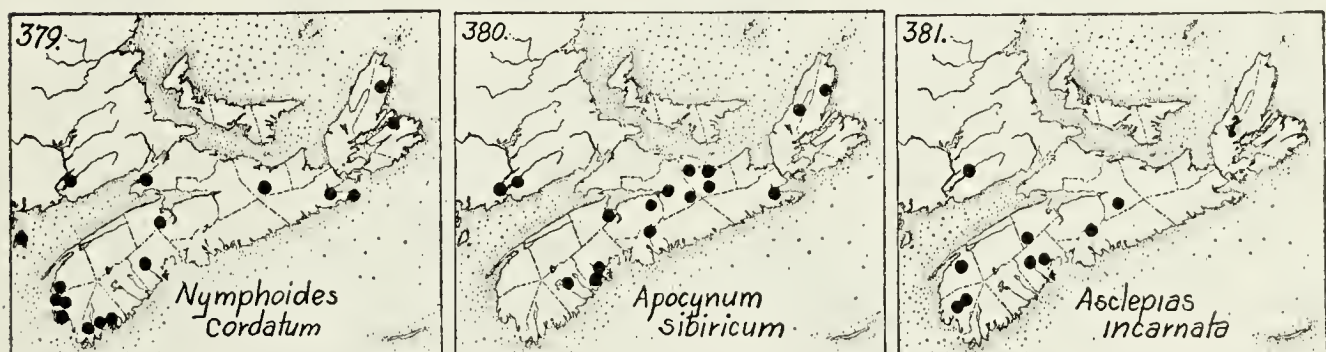 379.
Nymphoides
cordatum
380.
Apocynum
sibiricum
381.
Asclepias
incarnata